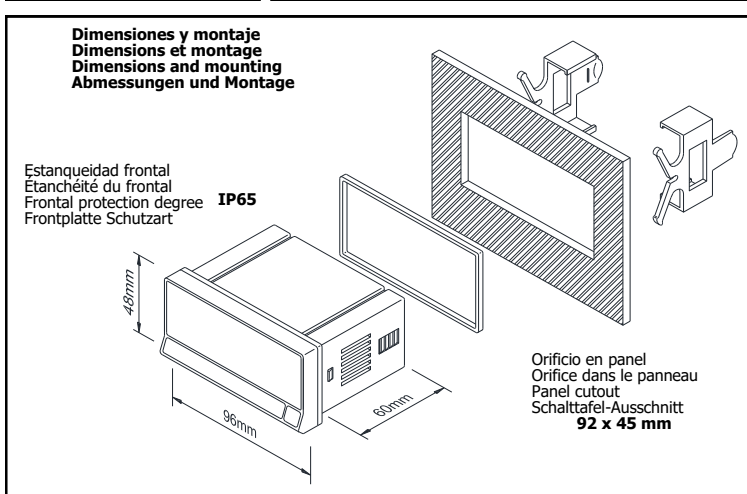 Dimensiones y montaje
Dimensions et montage
Dimensions and mounting
Abmessungen und Montage
Estanqueidad frontal
Étanchéité du frontal
Frontal protection degree IP65
Frontplatte Schutzart
48mm
96mm
60mm
Orificio en panel
Orifice dans le panneau
Panel cutout
Schalttafel-Ausschnitt
92 x 45 mm